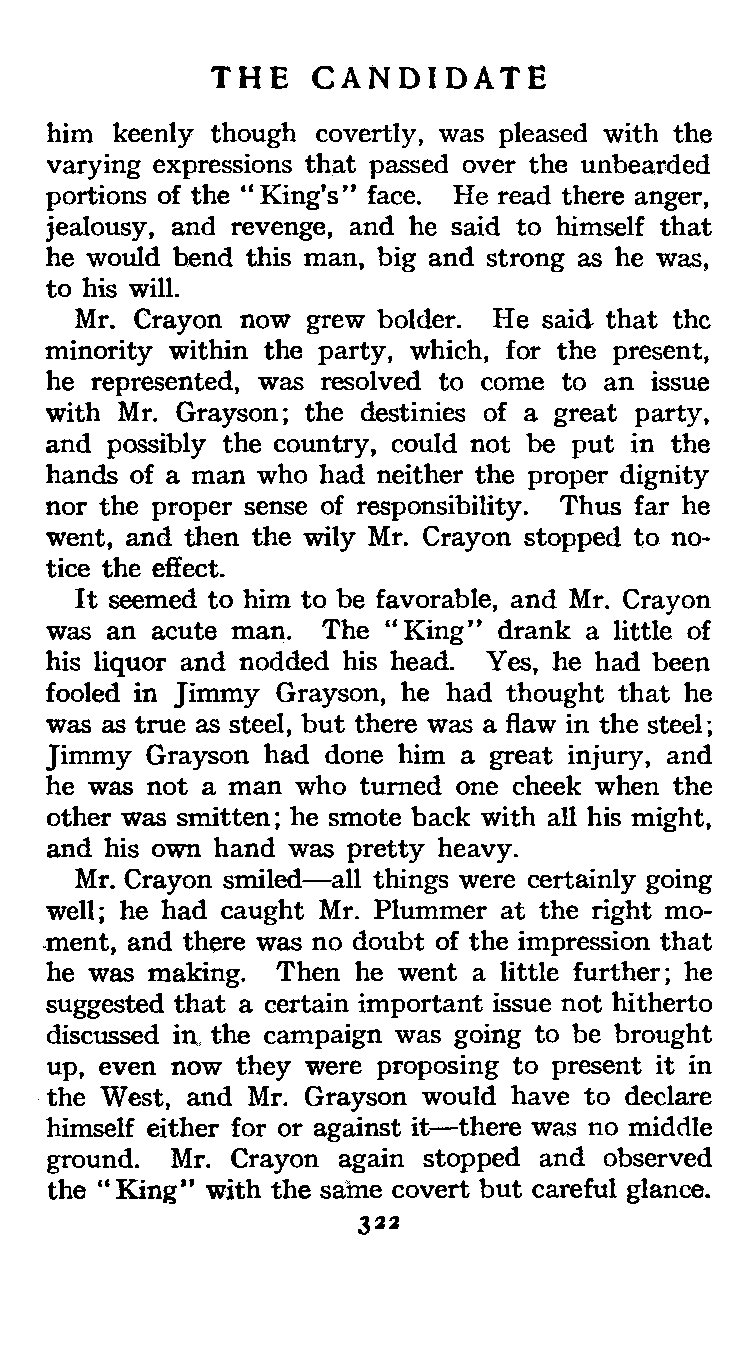 THE CANDIDATE
him keenly though covertly, was pleased with the
varying expressions that passed over the unbearded
portions of the "King's" face. He read there anger,
jealousy, and revenge, and he said to himself that
he would bend this man, big and strong as he was,
to his will.
Mr. Crayon now grew bolder. He said that the
minority within the party, which, for the present,
he represented, was resolved to come to an issue
with Mr. Grayson; the destinies of a great party,
and possibly the country, could not be put in the
hands of a man who had neither the proper dignity
nor the proper sense of responsibility. Thus far he
went, and then the wily Mr. Crayon stopped to no-
tice the effect.
It seemed to him to be favorable, and Mr. Crayon
was an acute man. The "King" drank a little of
his liquor and nodded his head. Yes, he had been
fooled in Jimmy Grayson, he had thought that he
was as true as steel, but there was a flaw in the steel;
Jimmy Grayson had done him a great injury, and
he was not a man who turned one cheek when the
other was smitten; he smote back with all his might,
and his own hand was pretty heavy.
Mr. Crayon smiled—all things were certainly going
well; he had caught Mr. Plummer at the right mo-
ment, and there was no doubt of the impression that
he was making. Then he went a little further; he
suggested that a certain important issue not hitherto
discussed in the campaign was going to be brought
up, even now they were proposing to present it in
the West, and Mr. Grayson would have to declare
himself either for or against it—there was no middle
ground. Mr. Crayon again stopped and observed
the "King" with the same covert but careful glance.
322